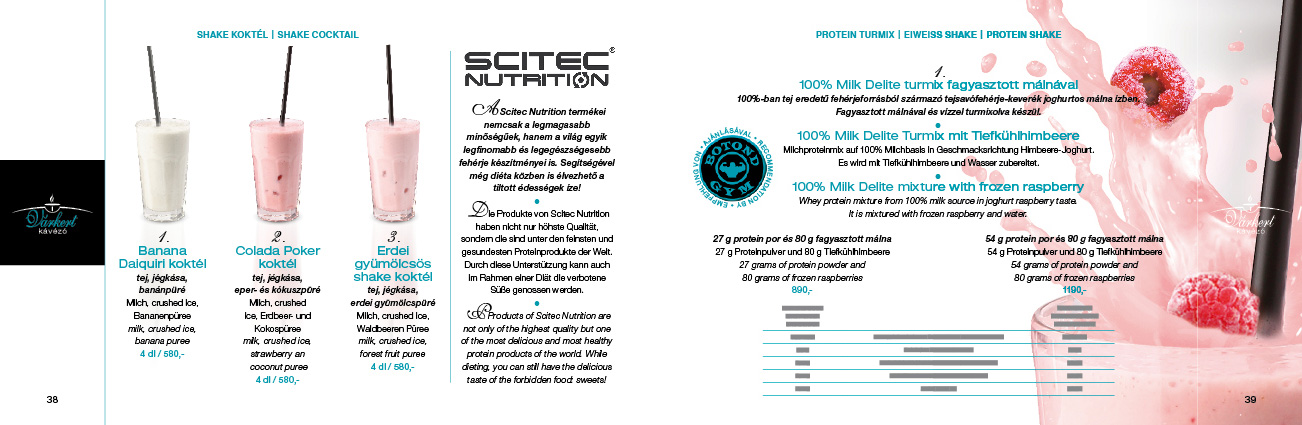 SHAKE KOKTÉL | SHAKE COCKTAIL
Várkert
kávézó
1.
Banana
Daiquiri koktél
tej, jégkása,
banánpüré
Milch, crushed Ice,
Bananenpüree
milk, crushed ice,
banana puree
4 dl / 580,-
2.
Colada Poker
koktél
tej, jégkása,
eper- és kókuszpüré
Milch, crushed
Ice, Erdbeer- und
Kokospüree
milk, crushed ice,
strawberry an
coconut puree
4 dl / 580,-
3.
Erdei
gyümölcsös
shake koktél
tej, jégkása,
erdei gyümölcspüré
Milch, crushed Ice,
Waldbeeren Püree
milk, crushed ice,
forest fruit puree
4 dl / 580,-
SCITEC®
NUTRITION
A Scitec Nutrition termékei
nemcsak a legmagasabb
minőségűek, hanem a világ egyik
legfinomabb és legegészségesebb
fehérje készítményei is. Segítségével
még diéta közben is élvezhető a
tiltott édességek íze!
Die Produkte von Scitec Nutrition
haben nicht nur höhste Qualität,
sondern die sind unter den feinsten und
gesundesten Proteinprodukte der Welt.
Durch diese Unterstützung kann auch
Im Rahmen einer Diät die verbotene
Süße genossen werden.
Products of Scitec Nutrition are
not only of the highest quality but one
of the most delicious and most healthy
protein products of the world. While
dieting, you can still have the delicious
taste of the forbidden food: sweets!
38
PROTEIN TURMIX | EIWEISS SHAKE | PROTEIN SHAKE
1.
100% Milk Delite turmix fagyasztott málnával
100%-ban tej eredetű fehérjeforrásból származó tejsavófehérje-keverék joghurtos málna ízben.
Fagyasztott málnával és vízzel turmixolva készül.
100% Milk Delite Turmix mit Tiefkühlhimbeere
Milchproteinmix auf 100% Milchbasis in Geschmacksrichtung Himbeere-Joghurt.
Es wird mit Tiefkühlhimbeere und Wasser zubereitet.
100% Milk Delite mixture with frozen raspberry
Whey protein mixture from 100% milk source in joghurt raspberry taste.
It is mixtured with frozen raspberry and water.
AJÁNLÁSÁVAL • RECOMMENDATION BY • EMPFEHLUNG VON •
BOTOND
GYM
27 g protein por és 80 g fagyasztott málna
27 g Proteinpulver und 80 g Tiefkühlhimbeere
27 grams of protein powder and
80 grams of frozen raspberries
890,-
54 g protein por és 80 g fagyasztott málna
54 g Proteinpulver und 80 g Tiefkühlhimbeere
54 grams of protein powder and
80 grams of frozen raspberries
1190,-
Várkert
kávézó
39